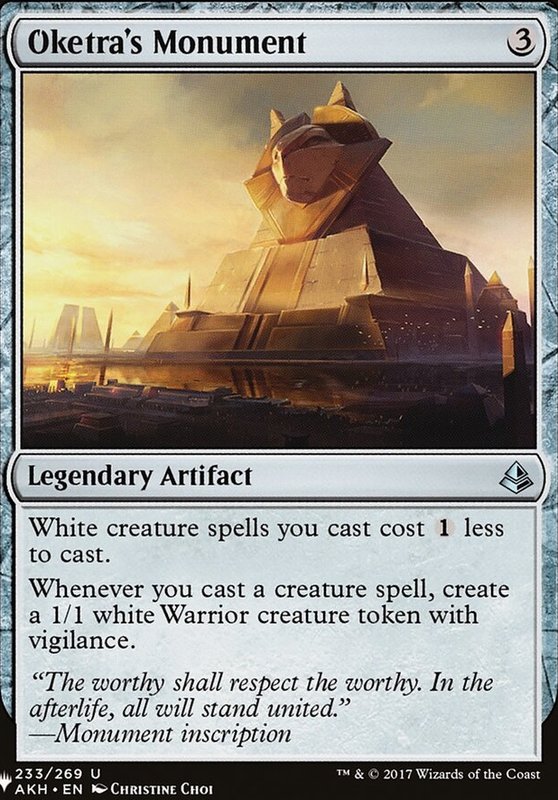 Oketra's Monument 3
Legendary Artifact
White creature spells you cast cost 1 less
to cast.
Whenever you cast a creature spell, create
a 1/1 white Warrior creature token with
vigilance.
“The worthy shall respect the worthy. In the
afterlife, all will stand united.”
—Monument inscription
233/269 U
AKH • EN Christine Choi
™ & © 2017 Wizards of the Coast